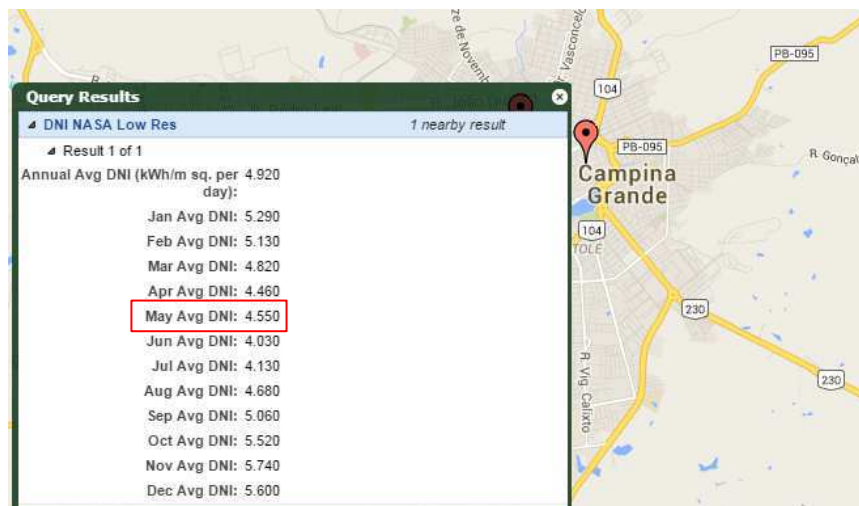 ze de Novemb
r. Vasconcelo
PB-095
104
Query Results
DNI NASA Low Res 1 nearby result
Result 1 of 1
Annual Avg DNI (kWh/m sq. per day): 4.920
Jan Avg DNI: 5.290
Feb Avg DNI: 5.130
Mar Avg DNI: 4.820
Apr Avg DNI: 4.460
May Avg DNI: 4.550
Jun Avg DNI: 4.030
Jul Avg DNI: 4.130
Aug Avg DNI: 4.680
Sep Avg DNI: 5.060
Oct Avg DNI: 5.520
Nov Avg DNI: 5.740
Dec Avg DNI: 5.600
PB-095
R. Gonçal
Campina
Grande
104
TOLÉ
230
R. Vig. Calixto
230